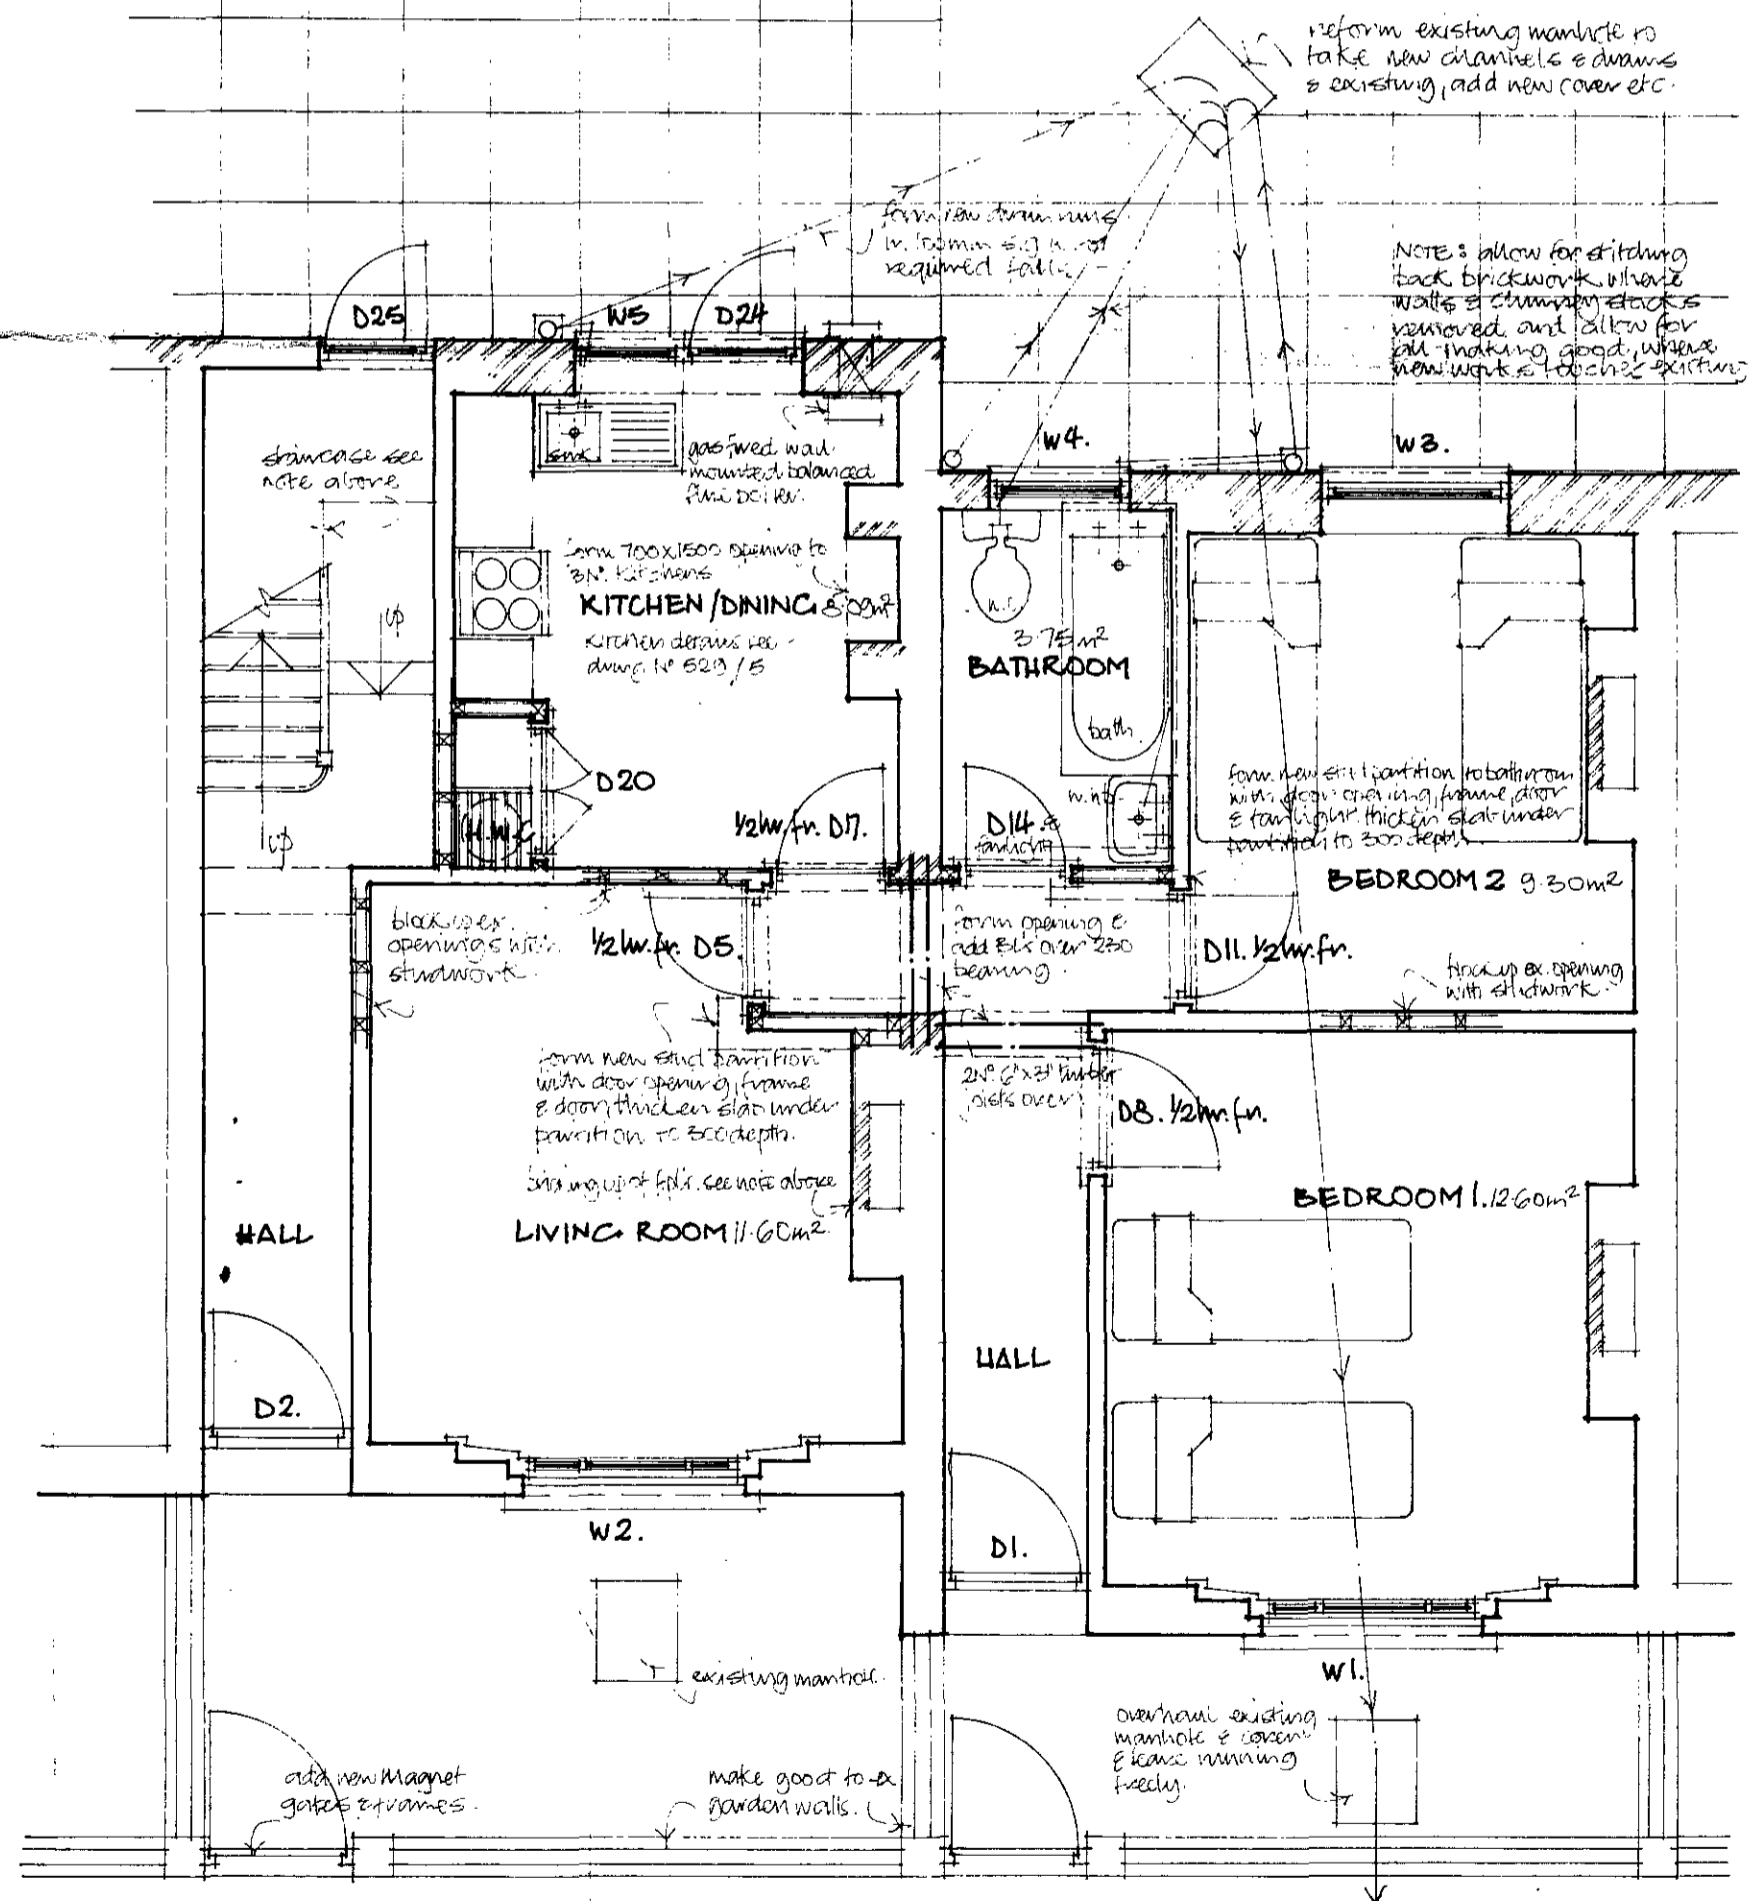 reform existing manhole to
take new channels & drains
& existing, add new cover etc.
form new drain runs
required falls
NOTE: allow for stitching
back brickwork where
walls & chimney stacks
removed and allow for
all making good, where
new work touches existing
D25
W5
D24
W4.
W3.
staircase see
note above
sink
gas fired wall
mounted balanced
flue boiler.
form 700x1500 opening to
3Nº. kitchens
KITCHEN/DINING 8.09m²
kitchen details see
drwg. Nº 529/5
up
up
w.c.
3.75m²
BATHROOM
bath.
D20
H.W.C
1/2hr.fr. D17.
w.hb.
D14. &
fanlight
form new stud partition to bathroom
with door opening, frame, door
& fanlight. thicken slab under
partition to 300 depth.
BEDROOM 2 9.30m²
block up ex.
openings with
studwork.
1/2hr.fr. D5.
form opening &
add over 230
bearing.
D11. 1/2hr.fr.
block up ex. opening
with studwork.
form new stud partition
with door opening, frame
& door, thicken slab under
partition to 300 depth.
2Nº 6"x3" timber
joists over
D8. 1/2hr.fr.
up of see note above
LIVING ROOM 11.60m²
BEDROOM 1. 12.60m²
HALL
HALL
D2.
D1.
W2.
W1.
existing manhole.
overhaul existing
manhole & cover
& leave running
freely.
add new Magnet
gates & frames.
make good to ex
garden walls.